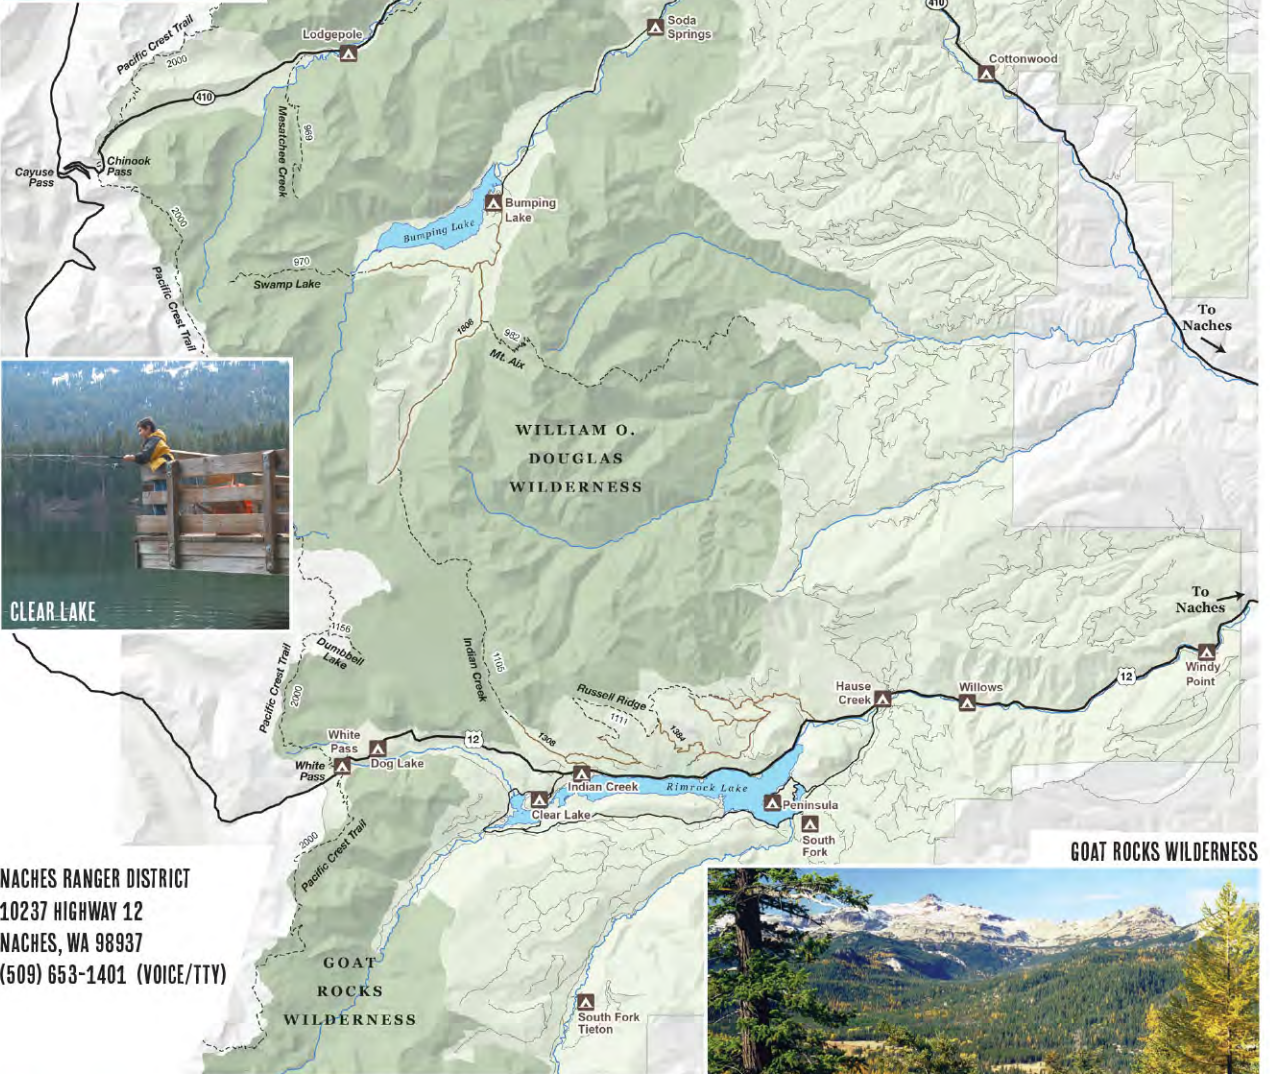 410
Soda
Springs
Lodgepole
Pacific Crest Trail
2000
Cottonwood
410
Mesatchee Creek
969
Chinook
Pass
Cayuse
Pass
Bumping
Lake
Bumping Lake
2000
970
Swamp Lake
Pacific Crest Trail
To
Naches
1808
982
Mt. Aix
WILLIAM O.
DOUGLAS
WILDERNESS
CLEAR LAKE
To
Naches
1156
Dumbbell
Lake
Pacific Crest Trail
2000
Indian Creek
1105
Windy
Point
12
Hause
Creek
Willows
Russell Ridge
1111
1384
1308
White
Pass
12
White
Pass
Dog Lake
Indian Creek
Rimrock Lake
Clear Lake
Peninsula
South
Fork
2000
Pacific Crest Trail
GOAT ROCKS WILDERNESS
NACHES RANGER DISTRICT
10237 HIGHWAY 12
NACHES, WA 98937
(509) 653-1401 (VOICE/TTY)
GOAT
ROCKS
WILDERNESS
South Fork
Tieton